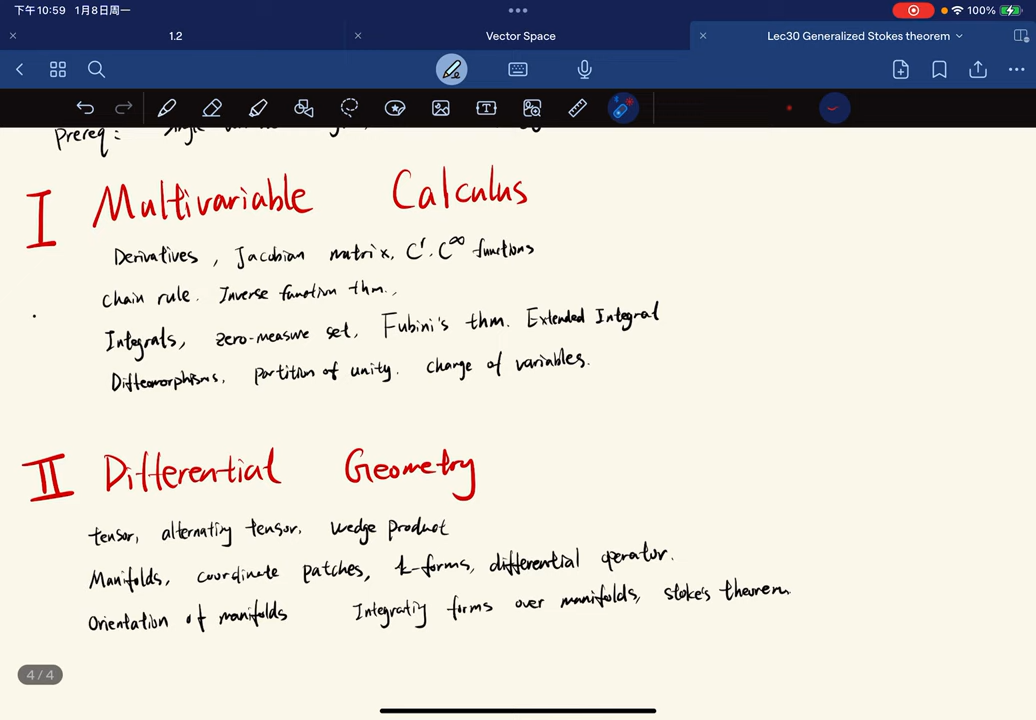 下午10:59 1月8日周一
100%
1.2
Vector Space
Lec30 Generalized Stokes theorem
Prereq:
I Multivariable Calculus
Derivatives, Jacobian matrix, C^r. C^∞ functions
Chain rule. Inverse function thm.,
Integrals, zero-measure set, Fubini's thm. Extended Integral
Diffeomorphisms, partition of unity. change of variables.
II Differential Geometry
tensor, alternating tensor, wedge product
Manifolds, coordinate patches, k-forms, differential operator.
Orientation of manifolds Integrating forms over manifolds, stoke's theorem
4 / 4